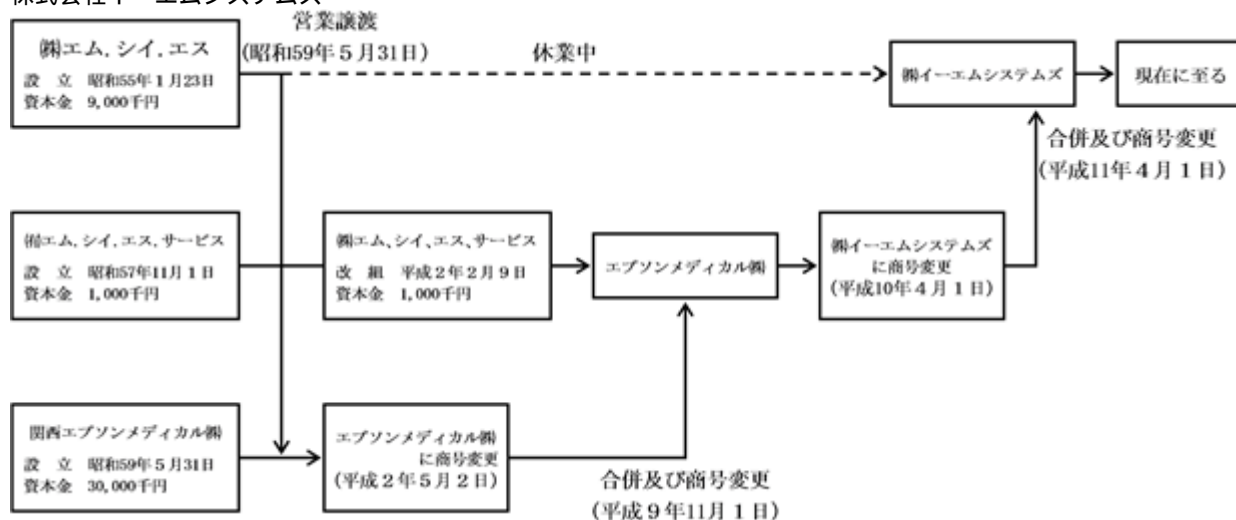 営業譲渡
(昭和59年5月31日)
休業中
㈱エム.シイ.エス
設 立 昭和55年1月23日
資本金 9,000千円
㈱イーエムシステムズ
現在に至る
合併及び商号変更
(平成11年4月1日)
㈲エム.シイ.エス.サービス
設 立 昭和57年11月1日
資本金 1,000千円
㈱エム、シイ、エス、サービス
改 組 平成2年2月9日
資本金 1,000千円
エプソンメディカル㈱
㈱イーエムシステムズ
に商号変更
(平成10年4月1日)
関西エプソンメディカル㈱
設 立 昭和59年5月31日
資本金 30,000千円
エプソンメディカル㈱
に商号変更
(平成2年5月2日)
合併及び商号変更
(平成9年11月1日)